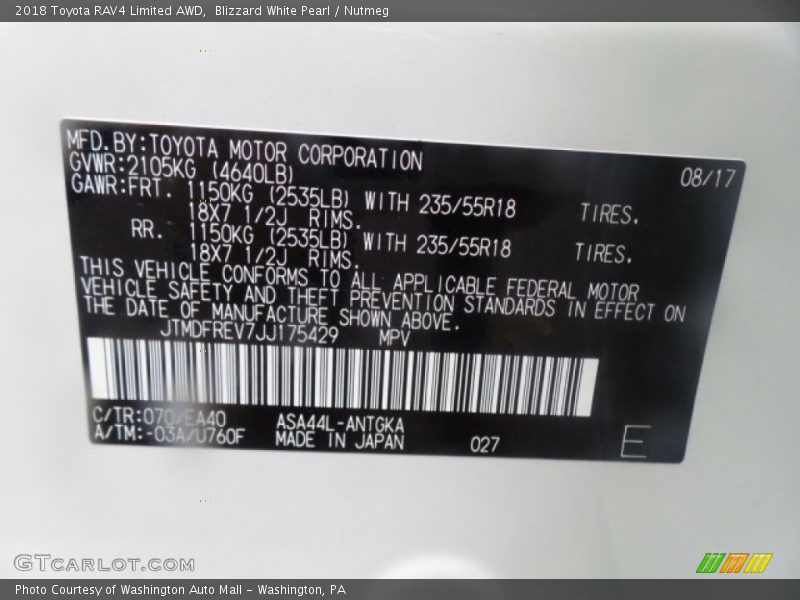 2018 Toyota RAV4 Limited AWD,  Blizzard White Pearl / Nutmeg
MFD.BY:TOYOTA MOTOR CORPORATION 08/17
GVWR:2105KG (4640LB)
GAWR:FRT. 1150KG (2535LB) WITH 235/55R18 TIRES.
18X7 1/2J RIMS.
RR. 1150KG (2535LB) WITH 235/55R18 TIRES.
18X7 1/2J RIMS.
THIS VEHICLE CONFORMS TO ALL APPLICABLE FEDERAL MOTOR
VEHICLE SAFETY AND THEFT PREVENTION STANDARDS IN EFFECT ON
THE DATE OF MANUFACTURE SHOWN ABOVE.
JTMDFREV7JJ175429 MPV
C/TR:070/EA40 ASA44L-ANTGKA
A/TM:-03A/U760F MADE IN JAPAN 027 E
GTCARLOT.COM
Photo Courtesy of Washington Auto Mall - Washington, PA